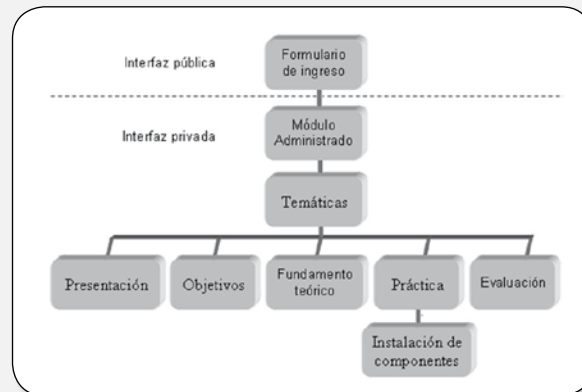 Interfaz pública
Formulario
de ingreso
Interfaz privada
Módulo
Administrado
Temáticas
Presentación
Objetivos
Fundamento
teórico
Práctica
Evaluación
Instalación de
componentes